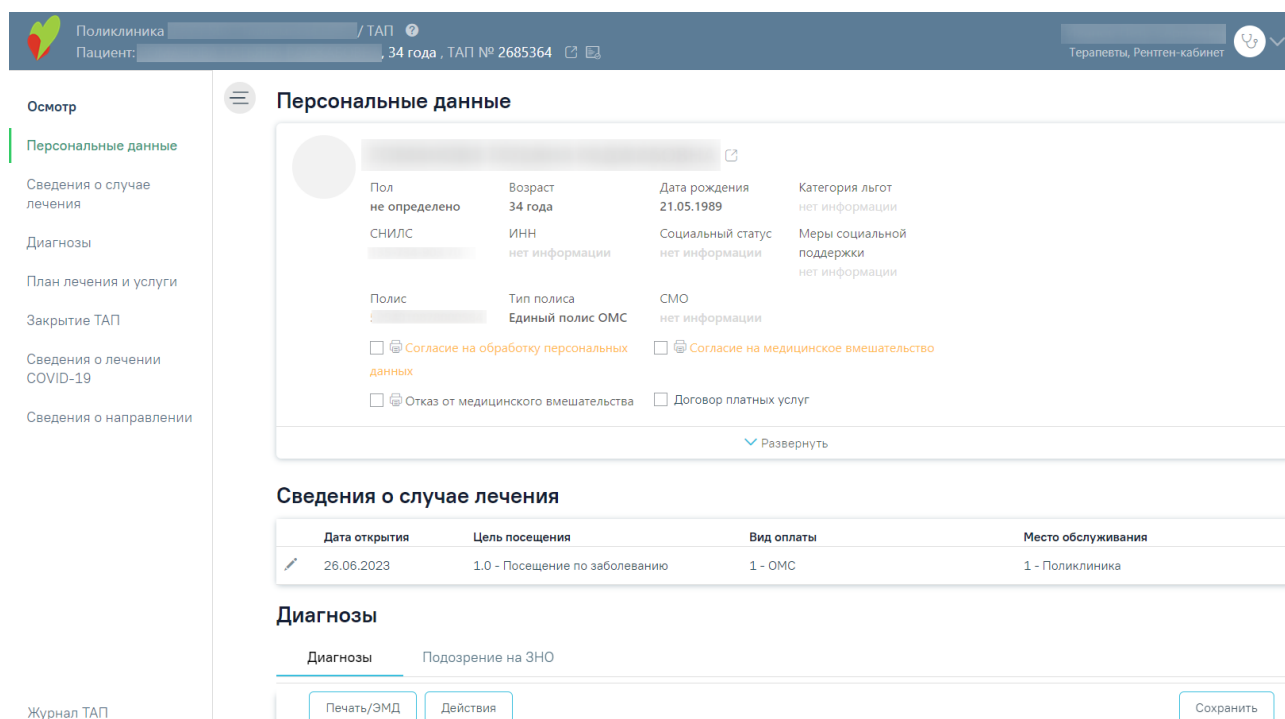 Поликлиника / ТАП
Пациент: , 34 года , ТАП № 2685364
Терапевты, Рентген-кабинет
Осмотр
Персональные данные
Сведения о случае
лечения
Диагнозы
План лечения и услуги
Закрытие ТАП
Сведения о лечении
COVID-19
Сведения о направлении
Журнал ТАП
Персональные данные
Пол Возраст Дата рождения Категория льгот
не определено 34 года 21.05.1989 нет информации
СНИЛС ИНН Социальный статус Меры социальной
поддержки
нет информации нет информации
нет информации
Полис Тип полиса СМО
Единый полис ОМС нет информации
Согласие на обработку персональных Согласие на медицинское вмешательство
данных
Отказ от медицинского вмешательства Договор платных услуг
Развернуть
Сведения о случае лечения
Дата открытия Цель посещения Вид оплаты Место обслуживания
26.06.2023 1.0 - Посещение по заболеванию 1 - ОМС 1 - Поликлиника
Диагнозы
Диагнозы Подозрение на ЗНО
Печать/ЭМД Действия Сохранить